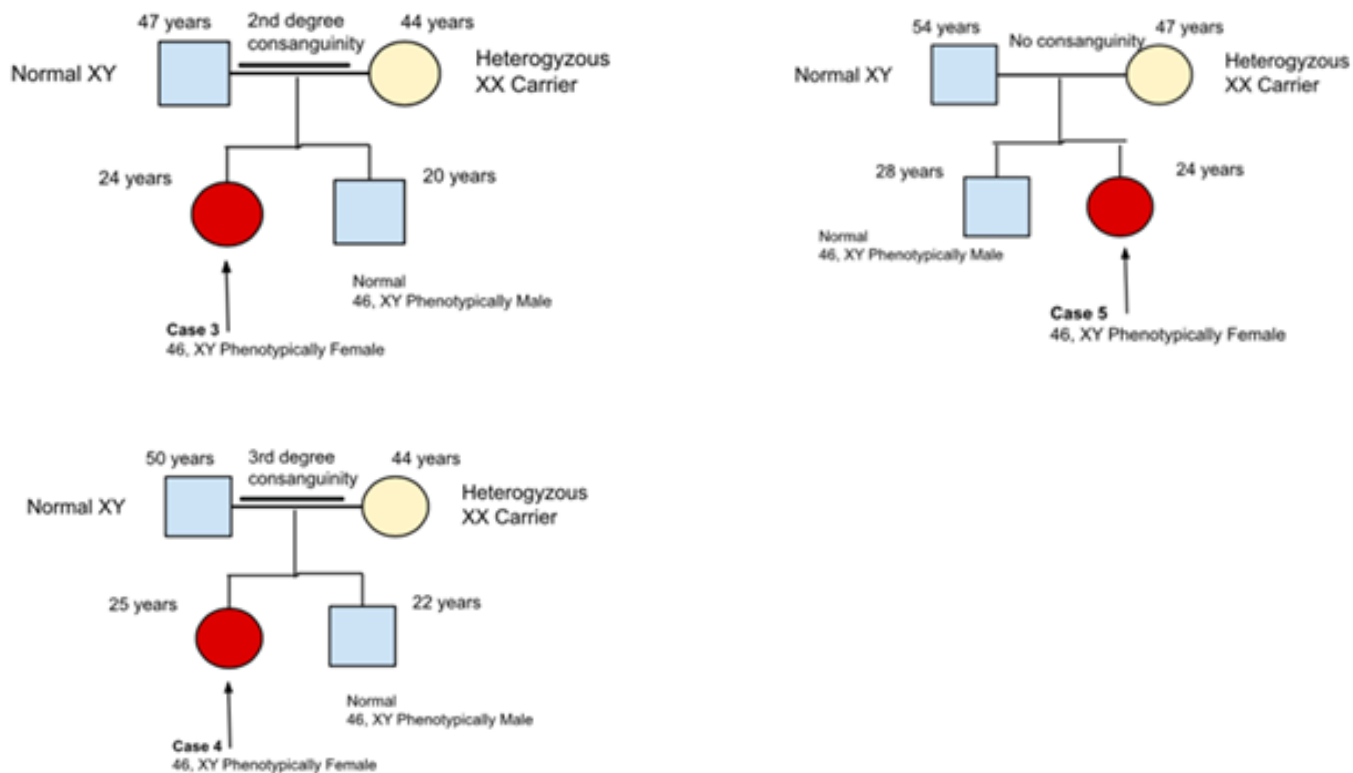 47 years
2nd degree
consanguinity
44 years
Normal XY
Heterogyzous
XX Carrier
24 years
20 years
Normal
46, XY Phenotypically Male
Case 3
46, XY Phenotypically Female
54 years
No consanguinity
47 years
Normal XY
Heterogyzous
XX Carrier
28 years
24 years
Normal
46, XY Phenotypically Male
Case 5
46, XY Phenotypically Female
50 years
3rd degree
consanguinity
44 years
Normal XY
Heterogyzous
XX Carrier
25 years
22 years
Normal
46, XY Phenotypically Male
Case 4
46, XY Phenotypically Female